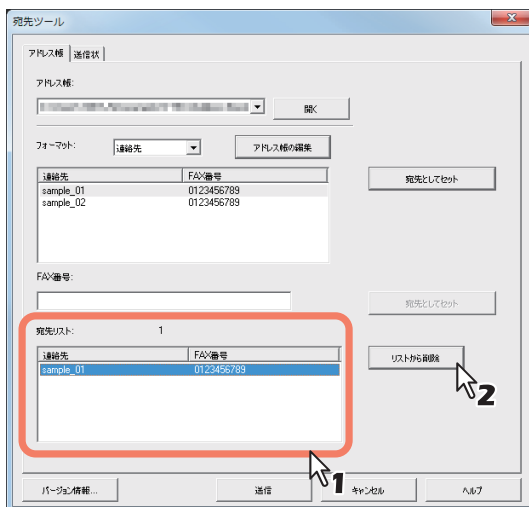 宛先ツール
アドレス帳 送信状
アドレス帳:
開く
フォーマット: 連絡先 アドレス帳の編集
連絡先 FAX番号 宛先としてセット
sample_01 0123456789
sample_02 0123456789
FAX番号:
宛先としてセット
宛先リスト: 1
連絡先 FAX番号 リストから削除
sample_01 0123456789
2
1
バージョン情報... 送信 キャンセル ヘルプ